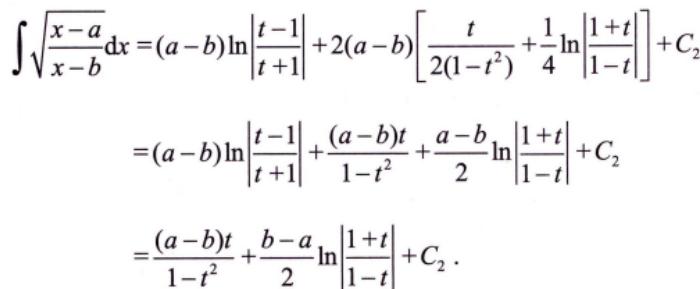 ∫√((x−a)/(x−b)) dx = (a−b) ln|(t−1)/(t+1)| + 2(a−b)[t/(2(1−t²)) + (1/4) ln|(1+t)/(1−t)|] + C₂
= (a−b) ln|(t−1)/(t+1)| + (a−b)t/(1−t²) + (a−b)/2 ln|(1+t)/(1−t)| + C₂
= (a−b)t/(1−t²) + (b−a)/2 ln|(1+t)/(1−t)| + C₂ .